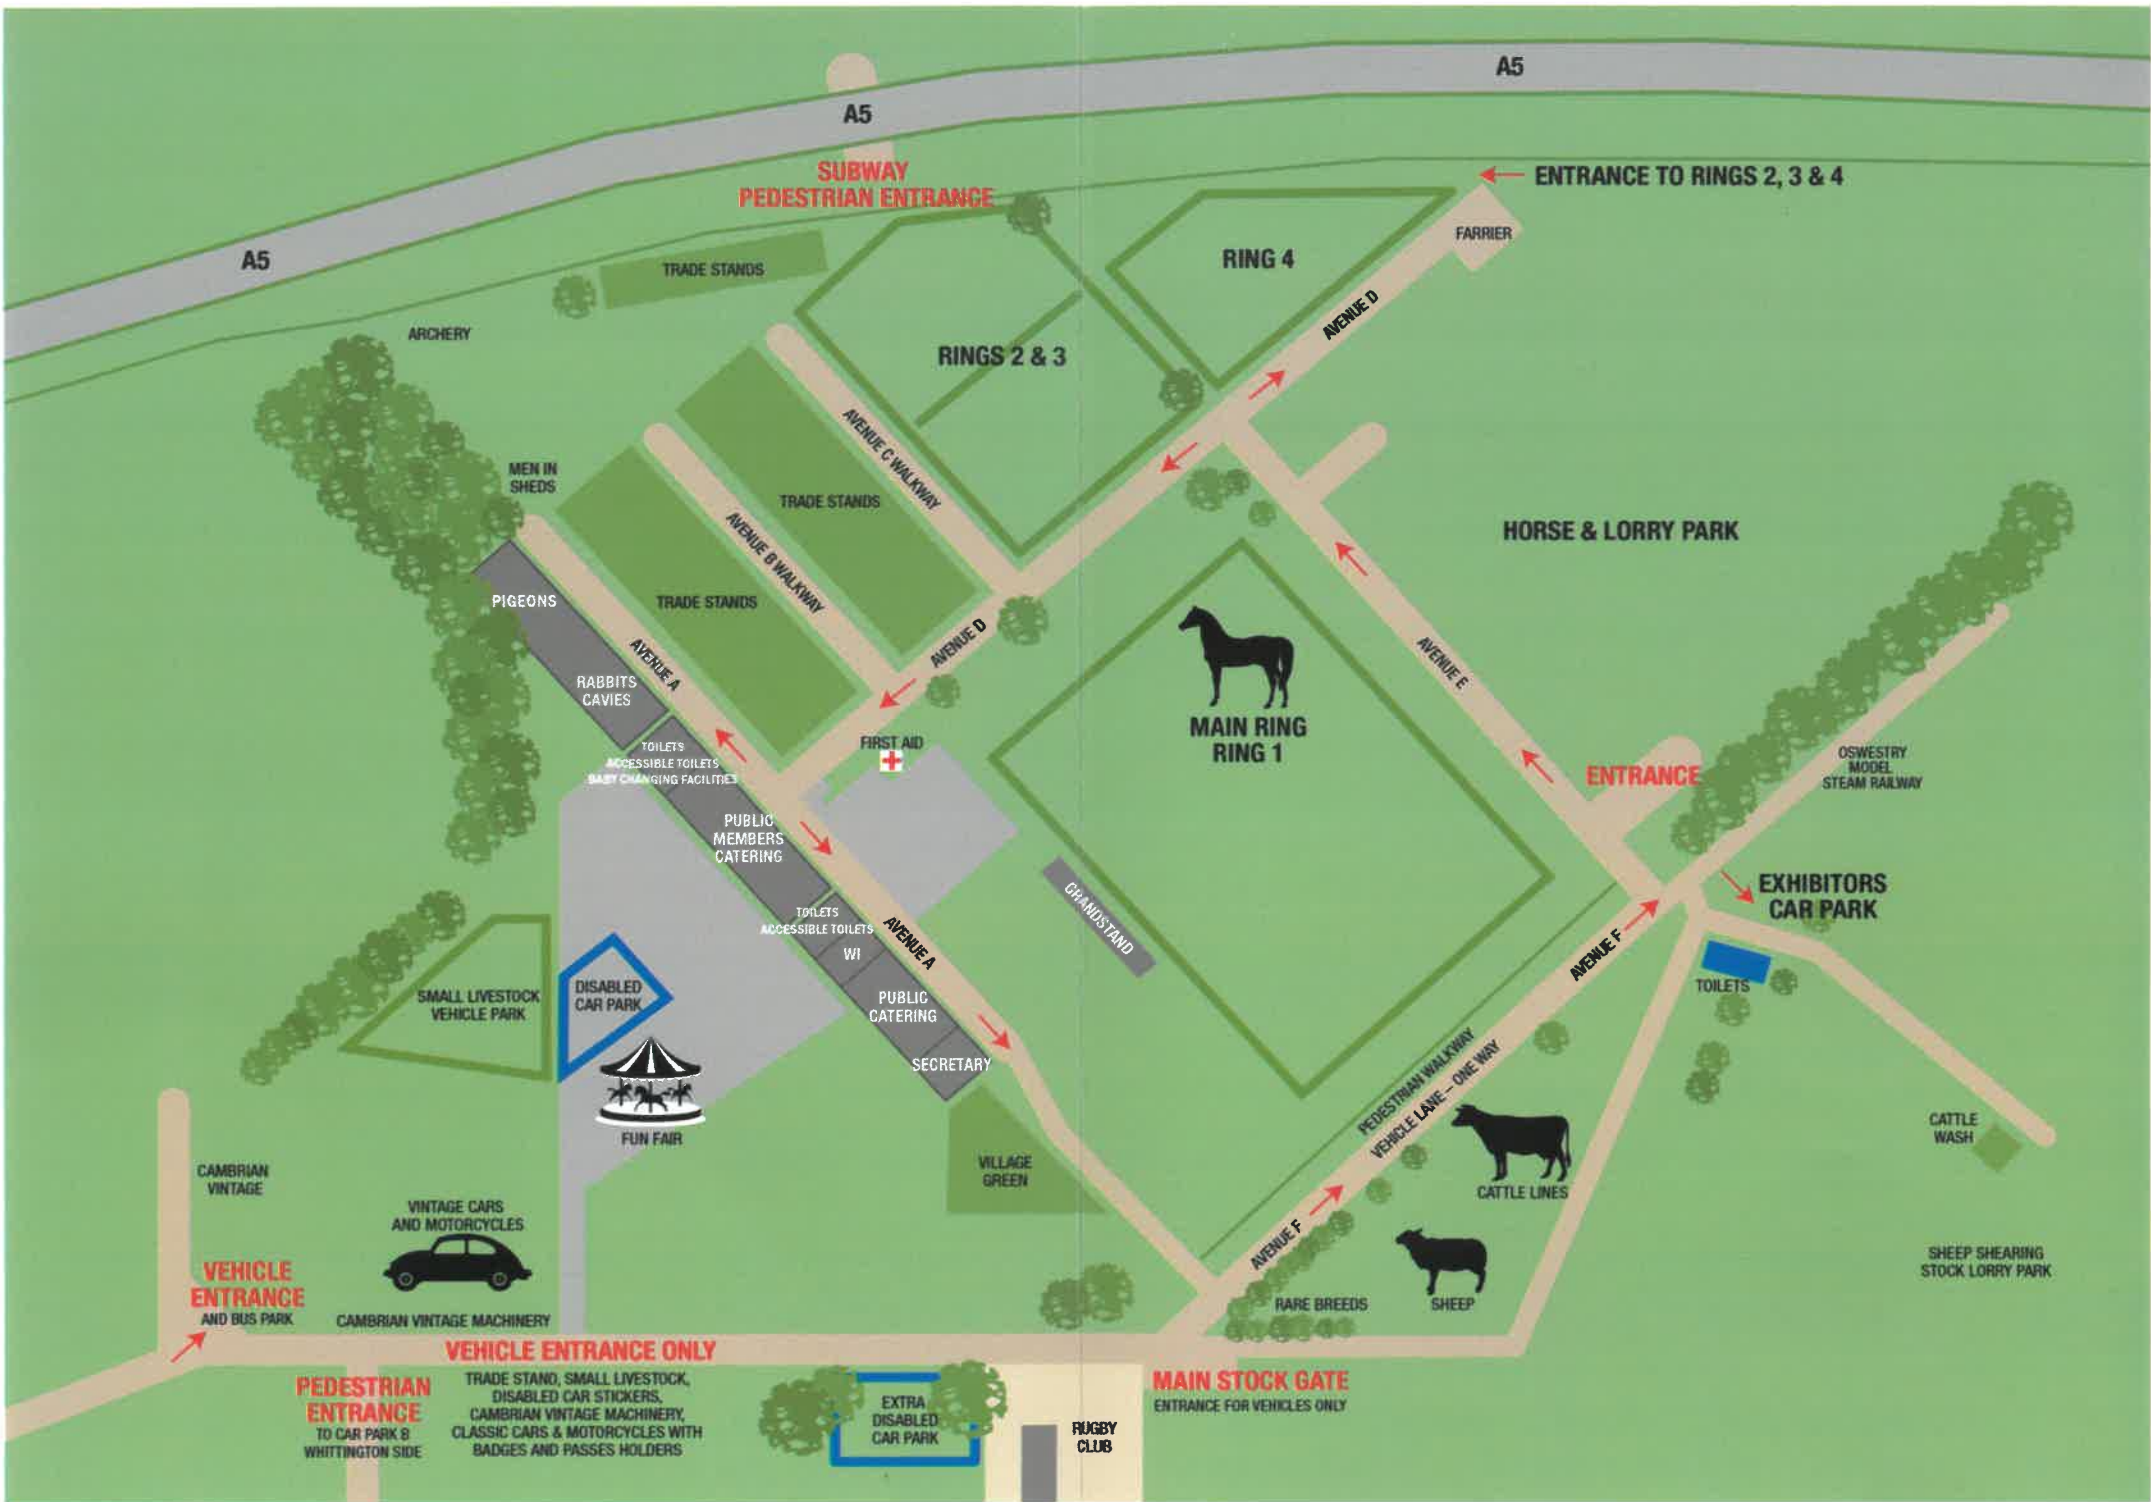 A5
A5
A5
SUBWAY
PEDESTRIAN ENTRANCE
ENTRANCE TO RINGS 2, 3 & 4
FARRIER
RING 4
TRADE STANDS
AVENUE D
ARCHERY
RINGS 2 & 3
AVENUE C WALKWAY
MEN IN
SHEDS
TRADE STANDS
AVENUE B WALKWAY
HORSE & LORRY PARK
PIGEONS
TRADE STANDS
AVENUE D
AVENUE A
AVENUE E
RABBITS
CAVIES
MAIN RING
RING 1
TOILETS
ACCESSIBLE TOILETS
BABY CHANGING FACILITIES
FIRST AID
ENTRANCE
OSWESTRY
MODEL
STEAM RAILWAY
PUBLIC
MEMBERS
CATERING
GRANDSTAND
EXHIBITORS
CAR PARK
TOILETS
ACCESSIBLE TOILETS
WI
AVENUE A
AVENUE F
SMALL LIVESTOCK
VEHICLE PARK
DISABLED
CAR PARK
PUBLIC
CATERING
TOILETS
SECRETARY
PEDESTRIAN WALKWAY
VEHICLE LANE – ONE WAY
FUN FAIR
CATTLE
WASH
VILLAGE
GREEN
CATTLE LINES
CAMBRIAN
VINTAGE
VINTAGE CARS
AND MOTORCYCLES
AVENUE F
SHEEP SHEARING
STOCK LORRY PARK
VEHICLE
ENTRANCE
AND BUS PARK
CAMBRIAN VINTAGE MACHINERY
RARE BREEDS
SHEEP
VEHICLE ENTRANCE ONLY
TRADE STAND, SMALL LIVESTOCK,
DISABLED CAR STICKERS,
CAMBRIAN VINTAGE MACHINERY,
CLASSIC CARS & MOTORCYCLES WITH
BADGES AND PASSES HOLDERS
PEDESTRIAN
ENTRANCE
TO CAR PARK B
WHITTINGTON SIDE
EXTRA
DISABLED
CAR PARK
RUGBY
CLUB
MAIN STOCK GATE
ENTRANCE FOR VEHICLES ONLY